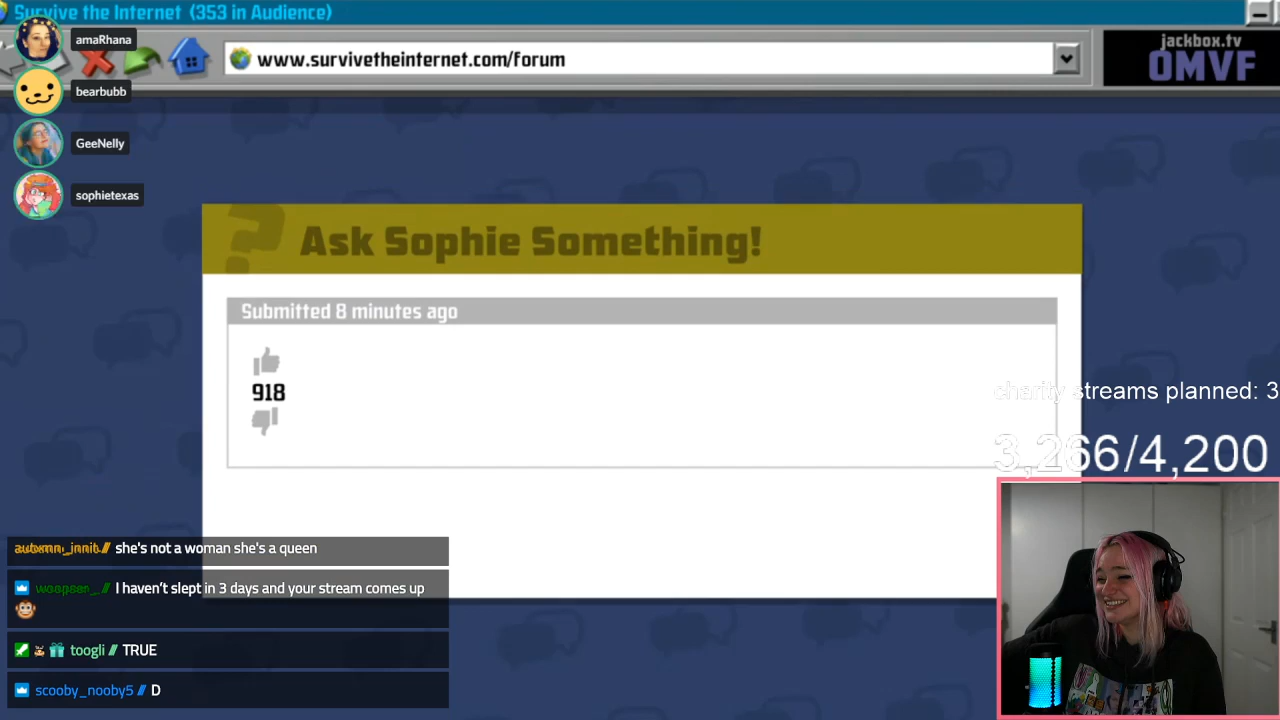 Survive the Internet (353 in Audience)
amaRhana
www.survivetheinternet.com/forum
jackbox.tv
OMVF
bearbubb
GeeNelly
sophietexas
Ask Sophie Something!
Submitted 8 minutes ago
918
charity streams planned: 3
3,266/4,200
autxmn_innit // she's not a woman she's a queen
// I haven't slept in 3 days and your stream comes up
toogli // TRUE
scooby_nooby5 // D